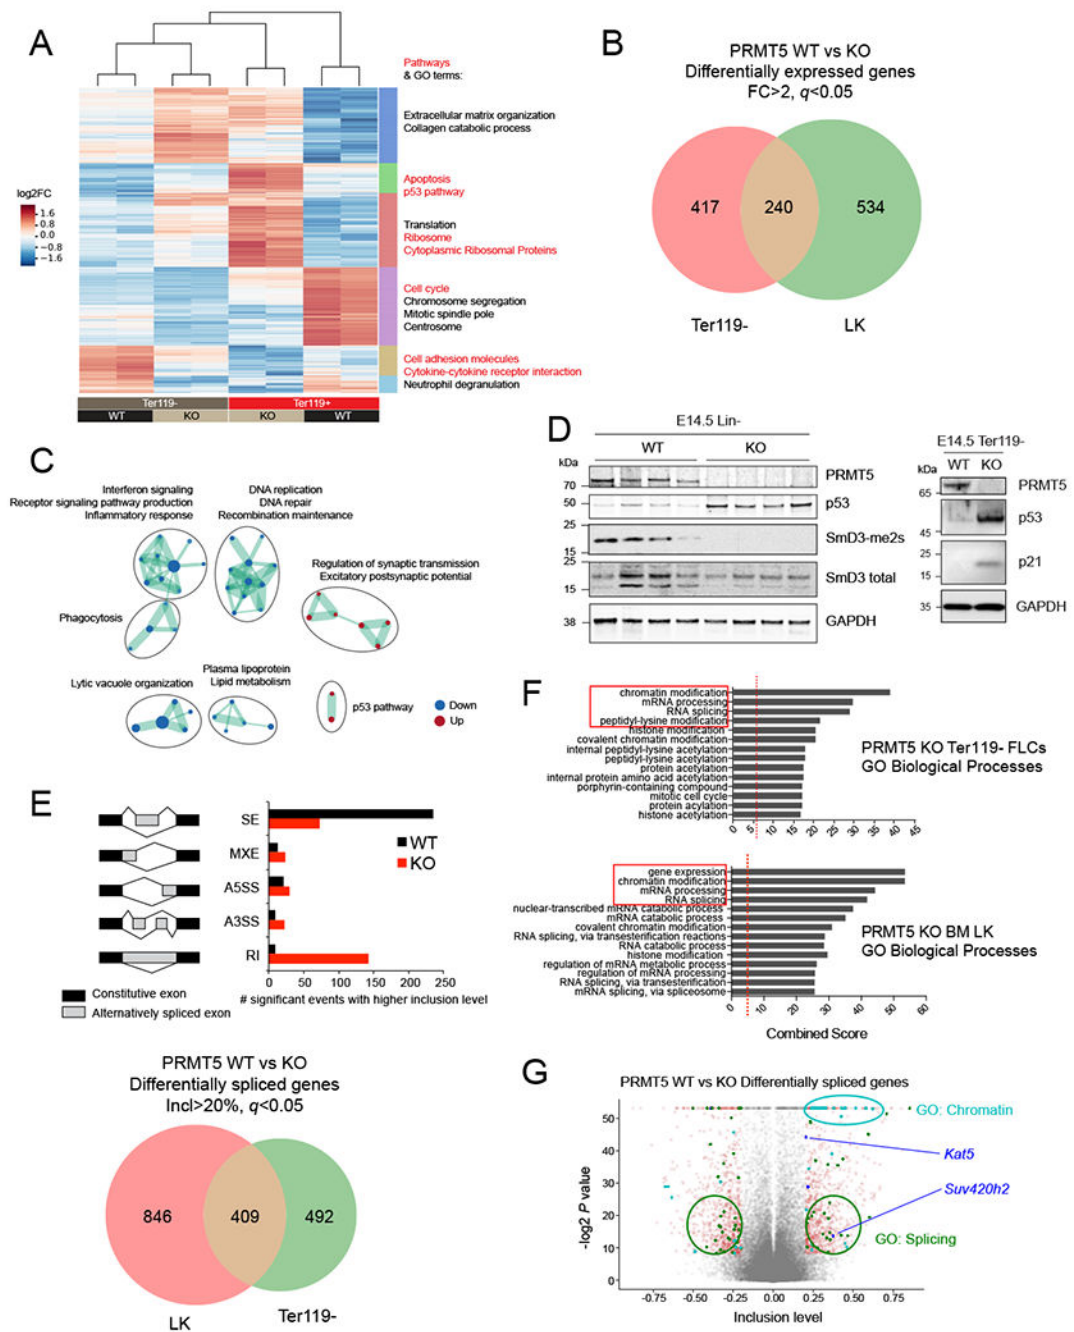 A
Pathways
& GO terms:
Extracellular matrix organization
Collagen catabolic process
Apoptosis
p53 pathway
Translation
Ribosome
Cytoplasmic Ribosomal Proteins
Cell cycle
Chromosome segregation
Mitotic spindle pole
Centrosome
Cell adhesion molecules
Cytokine-cytokine receptor interaction
Neutrophil degranulation
log2FC
1.6
0.8
0.0
−0.8
−1.6
Ter119- Ter119+
WT KO KO WT
B
PRMT5 WT vs KO
Differentially expressed genes
FC>2, q<0.05
417 240 534
Ter119- LK
C
Interferon signaling
Receptor signaling pathway production
Inflammatory response
DNA replication
DNA repair
Recombination maintenance
Regulation of synaptic transmission
Excitatory postsynaptic potential
Phagocytosis
Lytic vacuole organization
Plasma lipoprotein
Lipid metabolism
p53 pathway
Down
Up
D
E14.5 Lin-
WT KO
kDa
70
50
25
15
25
15
38
PRMT5
p53
SmD3-me2s
SmD3 total
GAPDH
E14.5 Ter119-
WT KO
kDa
65
45
25
15
35
PRMT5
p53
p21
GAPDH
E
SE
MXE
A5SS
A3SS
RI
WT
KO
0 50 100 150 200 250
# significant events with higher inclusion level
Constitutive exon
Alternatively spliced exon
PRMT5 WT vs KO
Differentially spliced genes
Incl>20%, q<0.05
846 409 492
LK Ter119-
F
chromatin modification
mRNA processing
RNA splicing
peptidyl-lysine modification
histone modification
covalent chromatin modification
internal peptidyl-lysine acetylation
peptidyl-lysine acetylation
protein acetylation
internal protein amino acid acetylation
porphyrin-containing compound
mitotic cell cycle
protein acylation
histone acetylation
0 5 10 15 20 25 30 35 40 45
PRMT5 KO Ter119- FLCs
GO Biological Processes
gene expression
chromatin modification
mRNA processing
RNA splicing
nuclear-transcribed mRNA catabolic process
mRNA catabolic process
covalent chromatin modification
RNA splicing, via transesterification reactions
RNA catabolic process
histone modification
regulation of mRNA metabolic process
regulation of mRNA processing
RNA splicing, via transesterification
mRNA splicing, via spliceosome
0 10 20 30 40 50 60
Combined Score
PRMT5 KO BM LK
GO Biological Processes
G
PRMT5 WT vs KO Differentially spliced genes
GO: Chromatin
Kat5
Suv420h2
GO: Splicing
-log2 P value
50
40
30
20
10
0
-0.75 -0.50 -0.25 0.00 0.25 0.50 0.75
Inclusion level